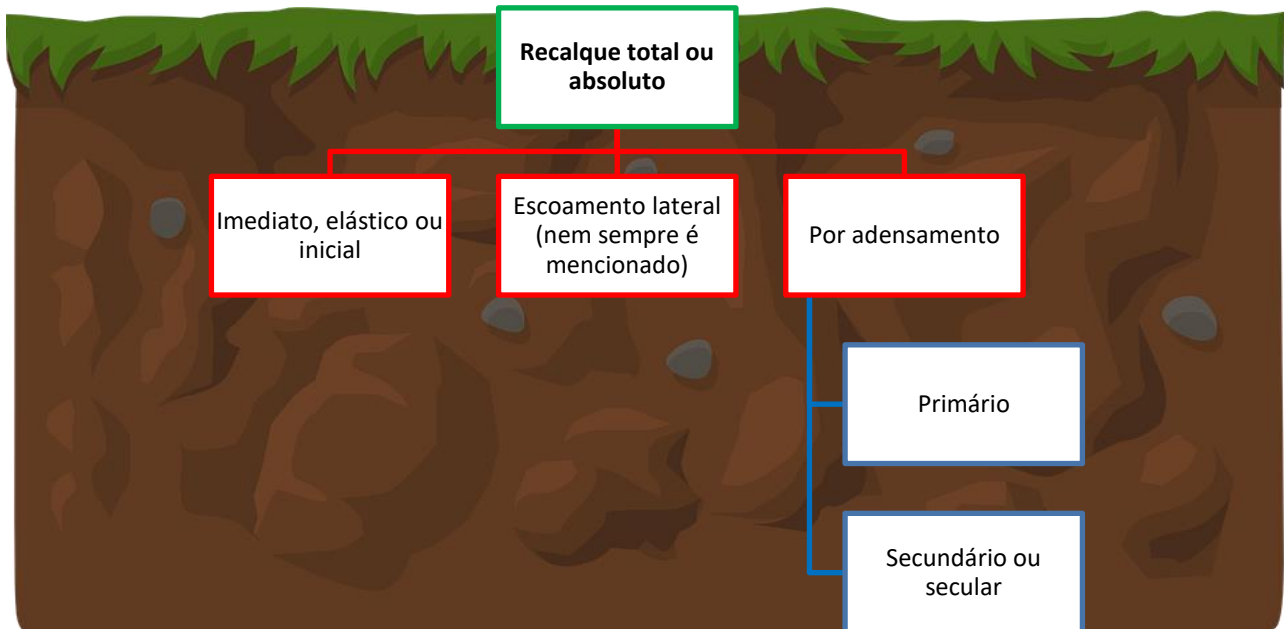 Recalque total ou
absoluto
Imediato, elástico ou
inicial
Escoamento lateral
(nem sempre é
mencionado)
Por adensamento
Primário
Secundário ou
secular